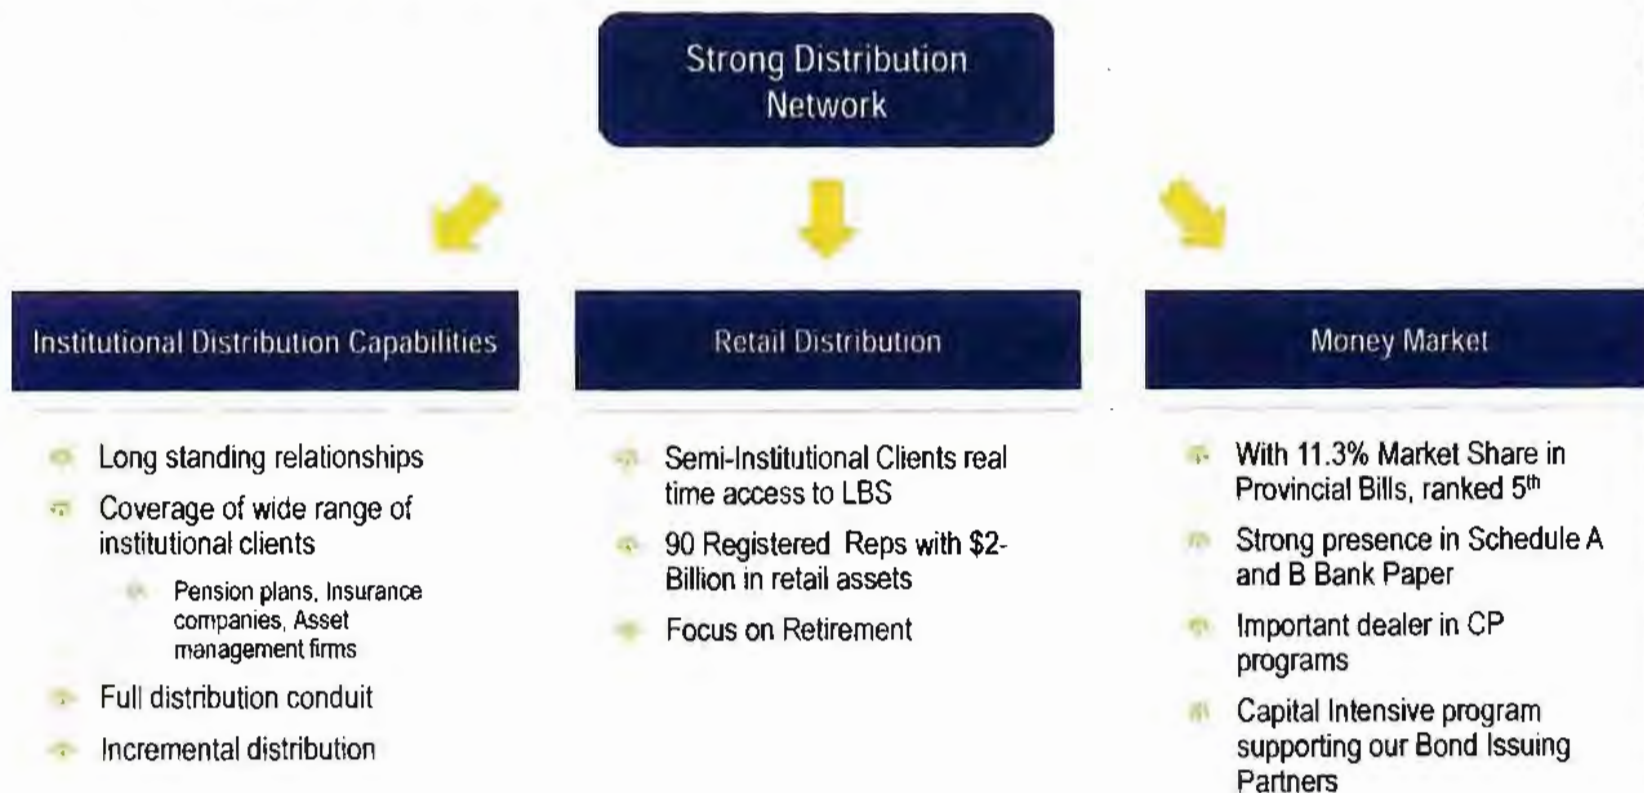 Strong Distribution
Network
Institutional Distribution Capabilities
Long standing relationships
Coverage of wide range of
institutional clients
Pension plans, Insurance
companies, Asset
management firms
Full distribution conduit
Incremental distribution
Retail Distribution
Semi-Institutional Clients real
time access to LBS
90 Registered Reps with $2-
Billion in retail assets
Focus on Retirement
Money Market
With 11.3% Market Share in
Provincial Bills, ranked 5th
Strong presence in Schedule A
and B Bank Paper
Important dealer in CP
programs
Capital Intensive program
supporting our Bond Issuing
Partners